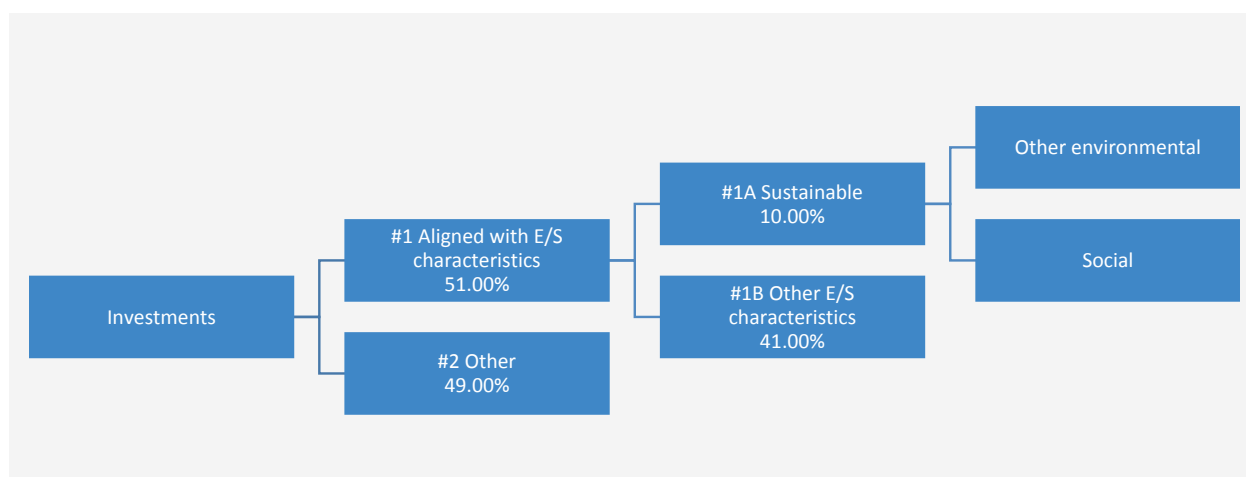 Investments
#1 Aligned with E/S
characteristics
51.00%
#2 Other
49.00%
#1A Sustainable
10.00%
#1B Other E/S
characteristics
41.00%
Other environmental
Social